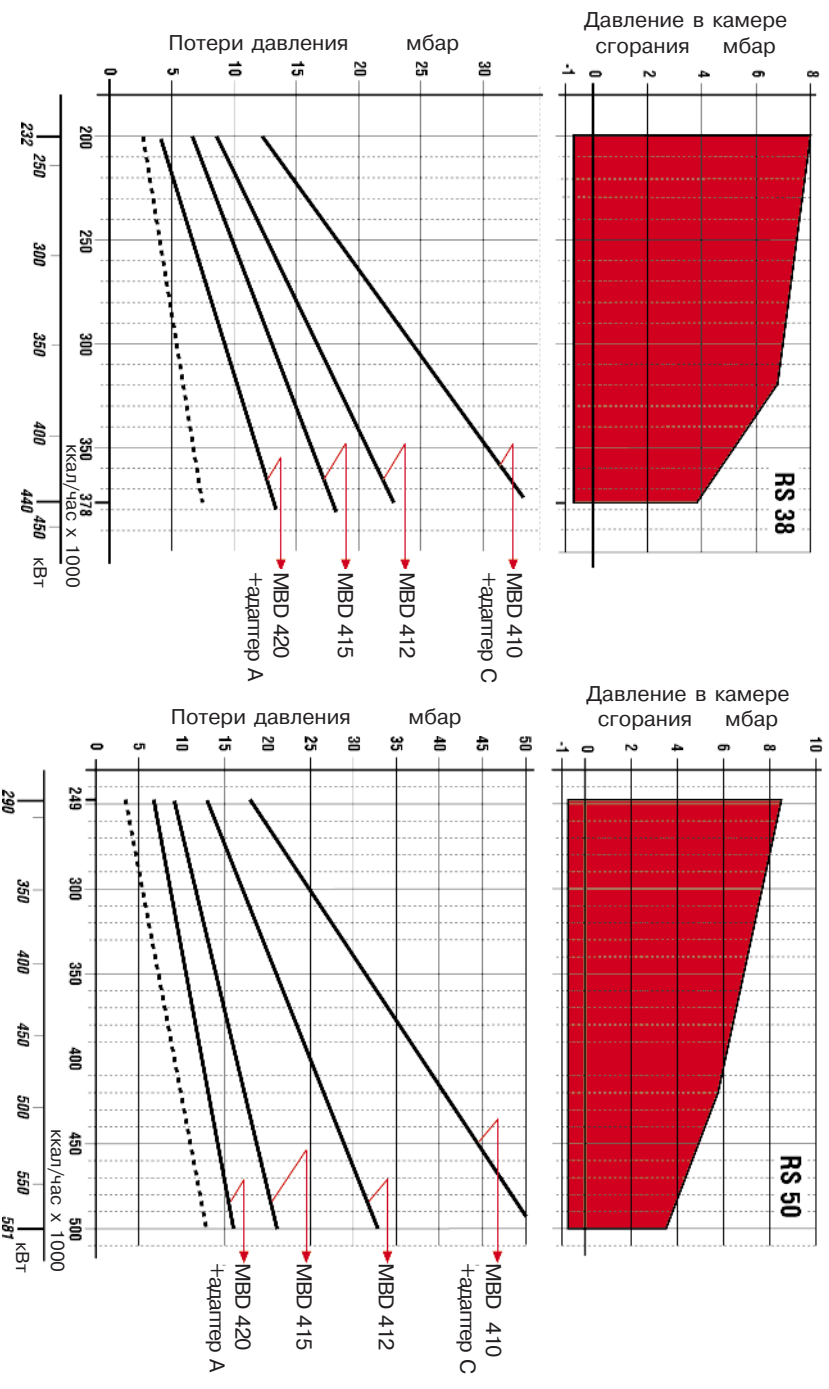 Давление в камере
сгорания мбар
-1 0 2 4 6 8
RS 38
Потери давления мбар
0 5 10 15 20 25 30
200 250 300 350 378
ккал/час x 1000
232 250 300 350 400 440 450 кВт
MBD 410
+адаптер C
MBD 412
MBD 415
MBD 420
+адаптер A
Давление в камере
сгорания мбар
-1 0 2 4 6 8 10
RS 50
Потери давления мбар
0 5 10 15 20 25 30 35 40 45 50
249 300 350 400 450 500
ккал/час x 1000
290 350 400 450 500 550 581 кВт
MBD 410
+адаптер C
MBD 412
MBD 415
MBD 420
+адаптер A